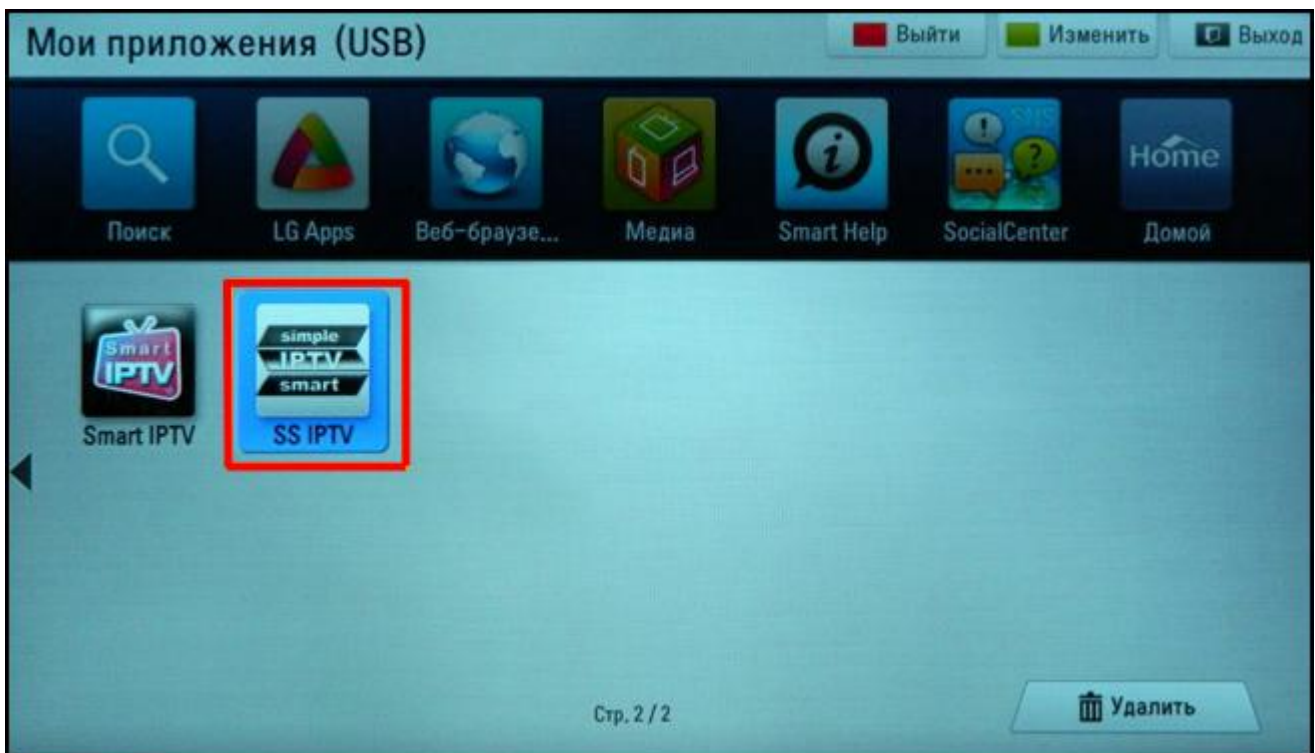 Мои приложения (USB)
Выйти
Изменить
Выход
SNS
Home
Поиск
LG Apps
Веб-браузе...
Медиа
Smart Help
SocialCenter
Домой
Smart
IPTV
simple
IPTV
smart
Smart IPTV
SS IPTV
Стр. 2 / 2
Удалить